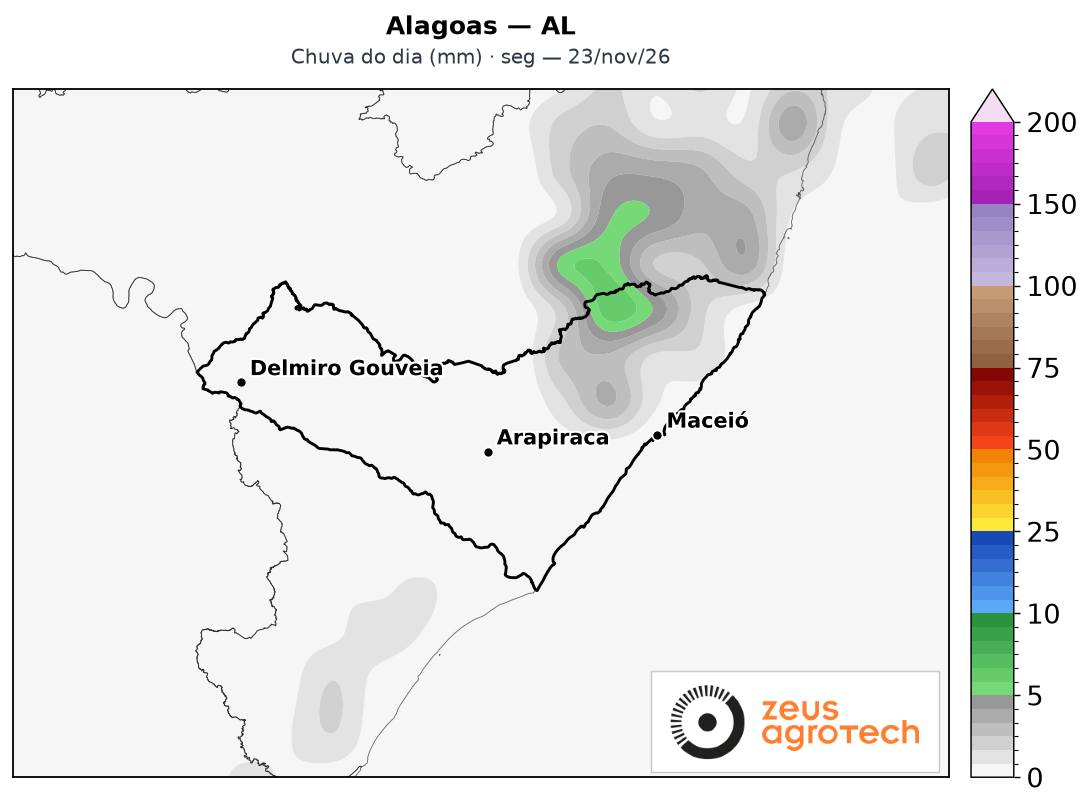 Alagoas — AL
Chuva do dia (mm) · seg — 23/nov/26
200
150
100
75
50
25
10
5
0
Delmiro Gouveia
Maceió
Arapiraca
zeus
agrotech